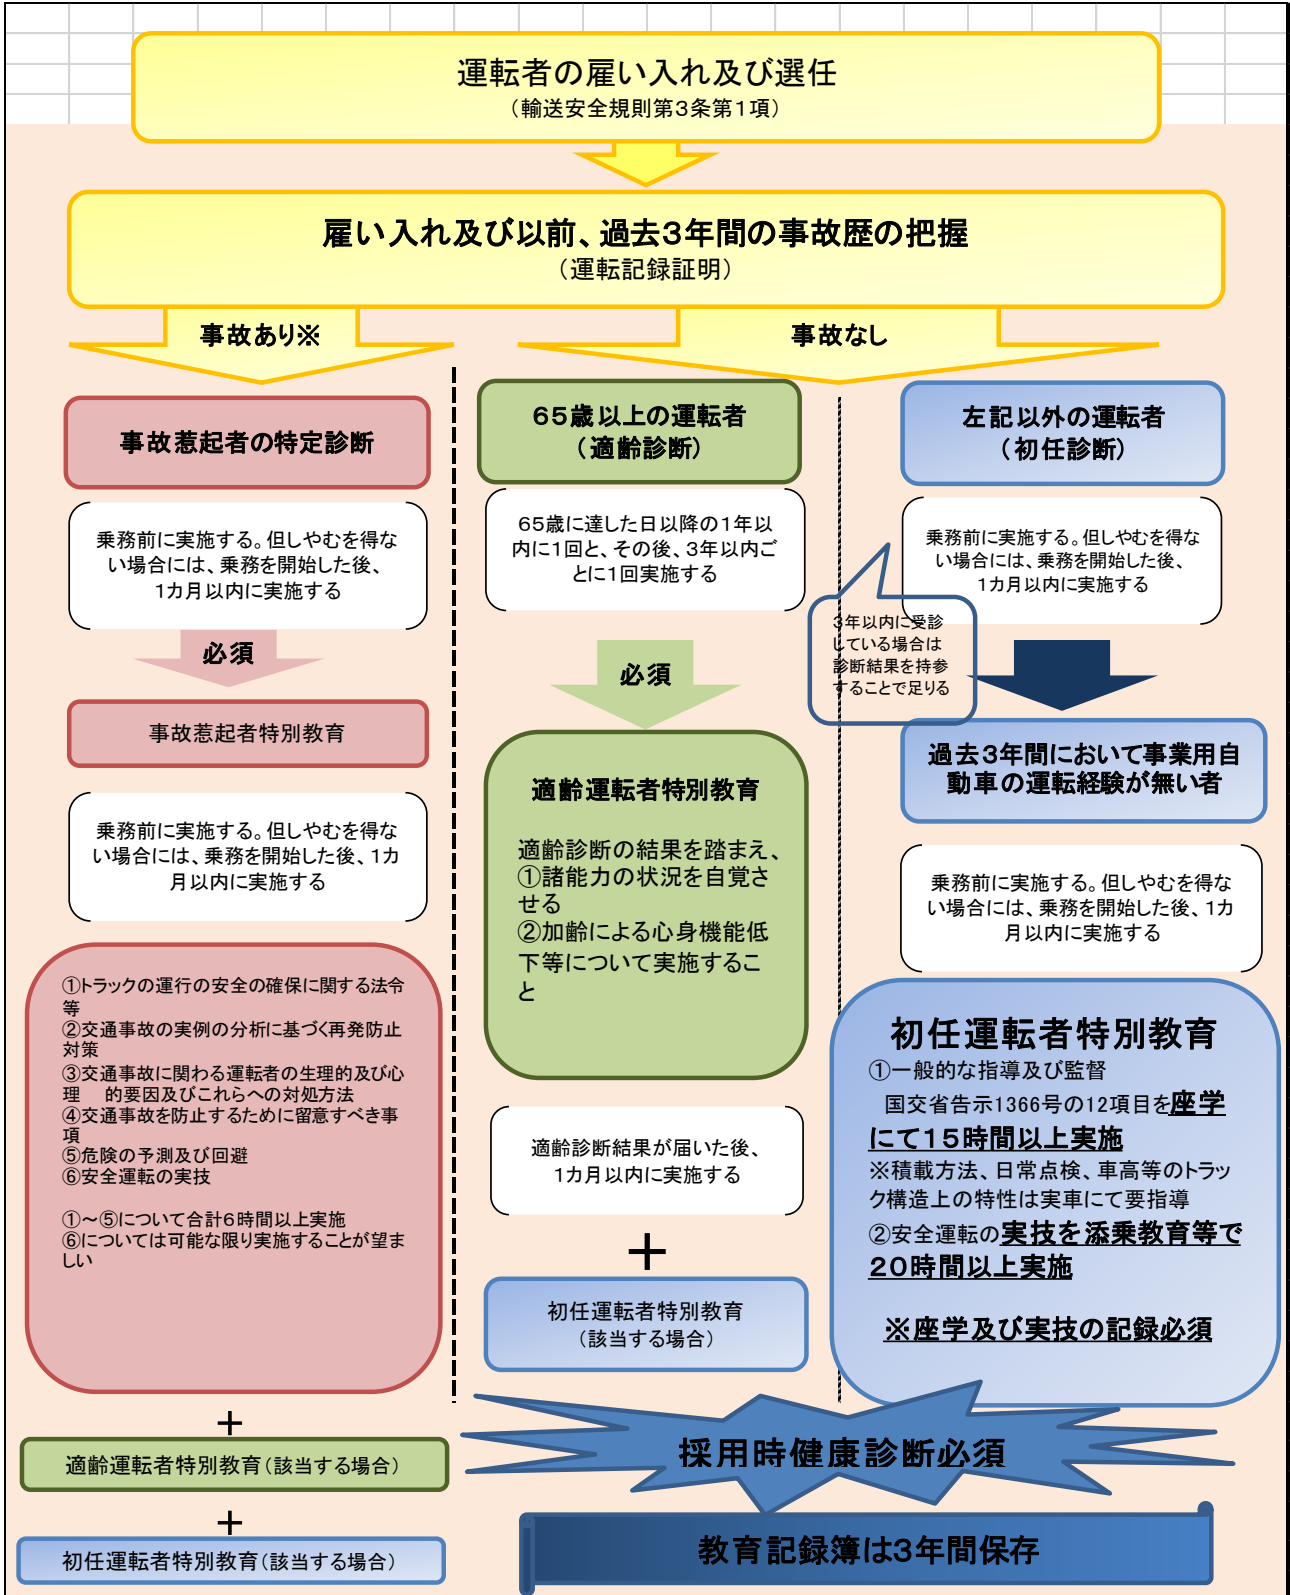 運転者の雇い入れ及び選任
（輸送安全規則第3条第1項）
雇い入れ及び以前、過去3年間の事故歴の把握
（運転記録証明）
事故あり※
事故なし
事故惹起者の特定診断
乗務前に実施する。但しやむを得な
い場合には、乗務を開始した後、
1カ月以内に実施する
必須
事故惹起者特別教育
乗務前に実施する。但しやむを得な
い場合には、乗務を開始した後、1カ
月以内に実施する
①トラックの運行の安全の確保に関する法令
等
②交通事故の実例の分析に基づく再発防止
対策
③交通事故に関わる運転者の生理的及び心
理　的要因及びこれらへの対処方法
④交通事故を防止するために留意すべき事
項
⑤危険の予測及び回避
⑥安全運転の実技
①～⑤について合計6時間以上実施
⑥については可能な限り実施することが望ま
しい
＋
適齢運転者特別教育（該当する場合）
＋
初任運転者特別教育（該当する場合）
65歳以上の運転者
（適齢診断）
65歳に達した日以降の1年以
内に1回と、その後、3年以内ご
とに1回実施する
必須
適齢運転者特別教育
適齢診断の結果を踏まえ、
①諸能力の状況を自覚さ
せる
②加齢による心身機能低
下等について実施するこ
と
適齢診断結果が届いた後、
1カ月以内に実施する
＋
初任運転者特別教育
（該当する場合）
左記以外の運転者
（初任診断）
乗務前に実施する。但しやむを得な
い場合には、乗務を開始した後、
1カ月以内に実施する
3年以内に受診
している場合は
診断結果を持参
することで足りる
過去3年間において事業用自
動車の運転経験が無い者
乗務前に実施する。但しやむを得な
い場合には、乗務を開始した後、1カ
月以内に実施する
初任運転者特別教育
①一般的な指導及び監督
国交省告示1366号の12項目を座学
にて15時間以上実施
※積載方法、日常点検、車高等のトラッ
ク構造上の特性は実車にて要指導
②安全運転の実技を添乗教育等で
20時間以上実施
※座学及び実技の記録必須
採用時健康診断必須
教育記録簿は3年間保存